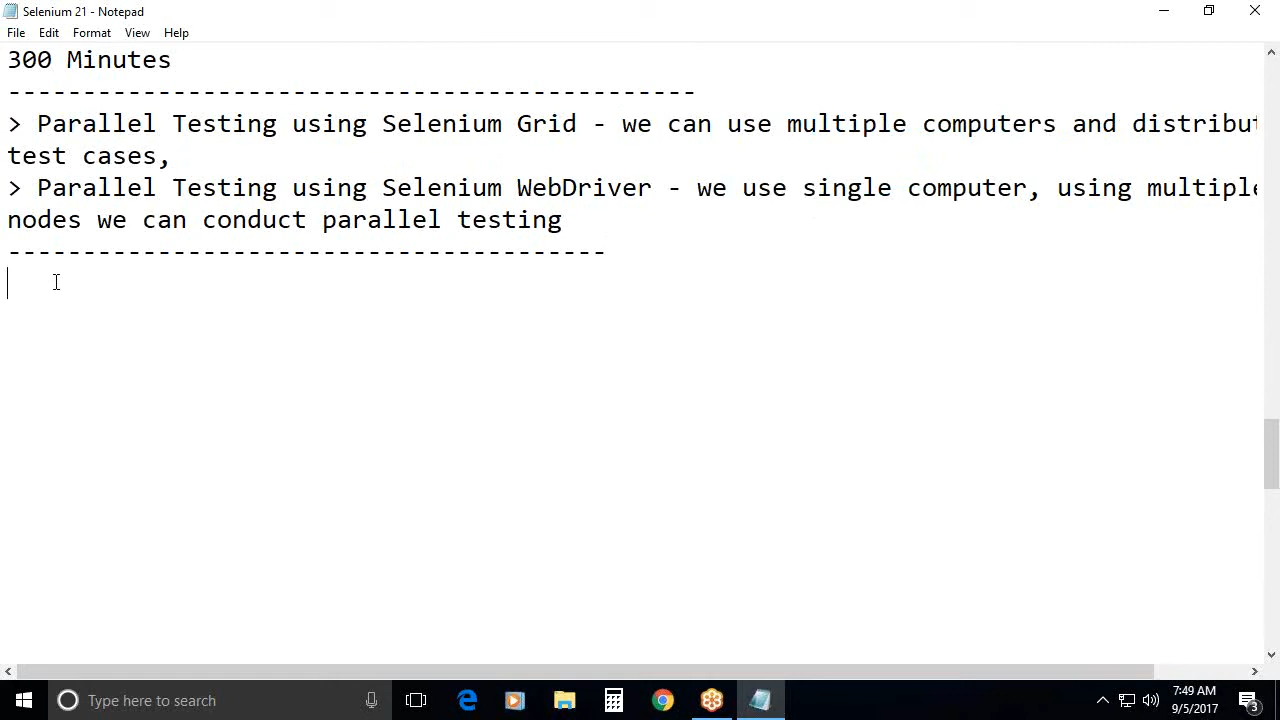 Selenium 21 - Notepad
File Edit Format View Help
300 Minutes
----------------------------------------------
> Parallel Testing using Selenium Grid - we can use multiple computers and distribut
test cases,
> Parallel Testing using Selenium WebDriver - we use single computer, using multiple
nodes we can conduct parallel testing
----------------------------------------
Type here to search
7:49 AM
9/5/2017
3